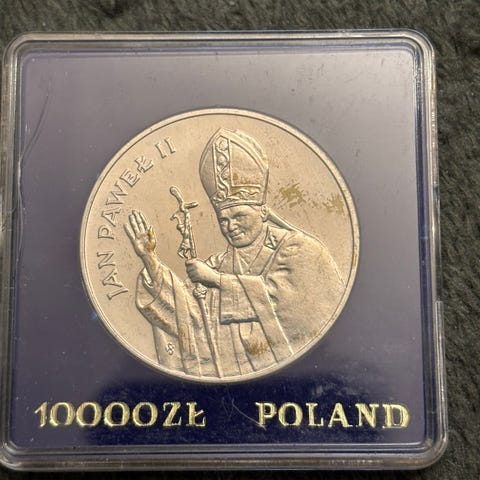 JAN PAWEŁ II
10000ZŁ POLAND